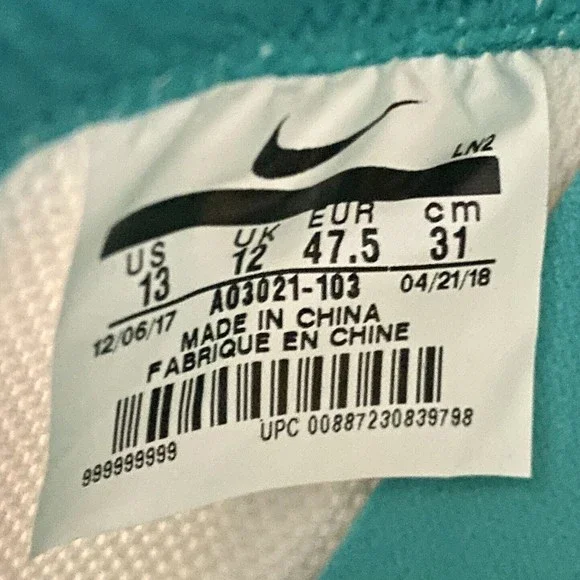 LN2
US UK EUR cm
13 12 47.5 31
12/06/17 A03021-103 04/21/18
MADE IN CHINA
FABRIQUE EN CHINE
999999999 UPC 00887230839798